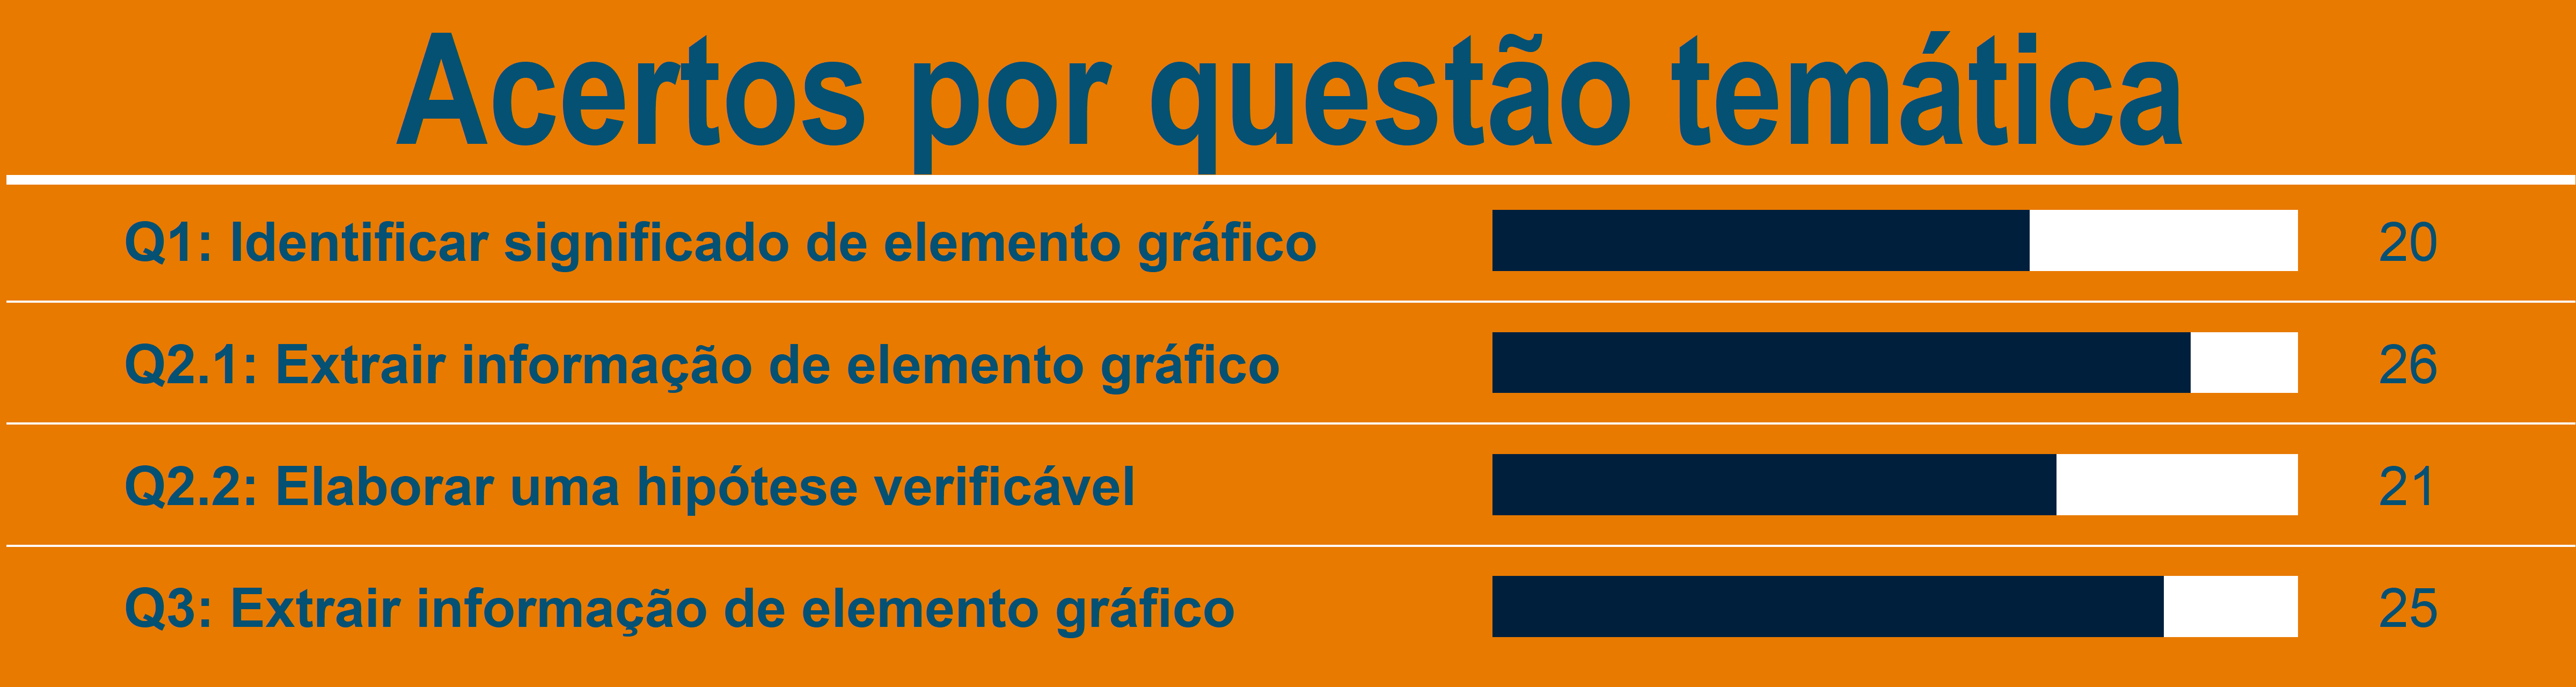 Acertos por questão temática
Q1: Identificar significado de elemento gráfico 20
Q2.1: Extrair informação de elemento gráfico 26
Q2.2: Elaborar uma hipótese verificável 21
Q3: Extrair informação de elemento gráfico 25